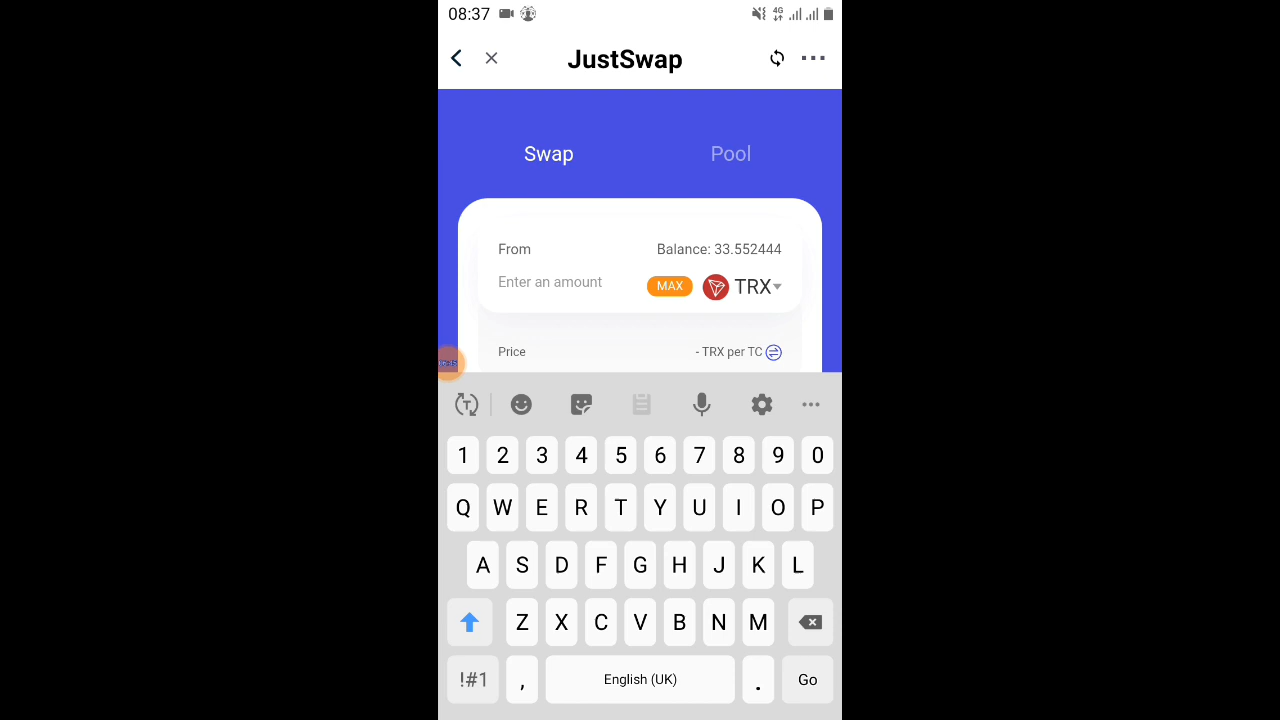 08:37
4G
JustSwap
Swap Pool
From Balance: 33.552444
Enter an amount MAX TRX
Price - TRX per TC
1 2 3 4 5 6 7 8 9 0
Q W E R T Y U I O P
A S D F G H J K L
Z X C V B N M
!#1 , English (UK) . Go